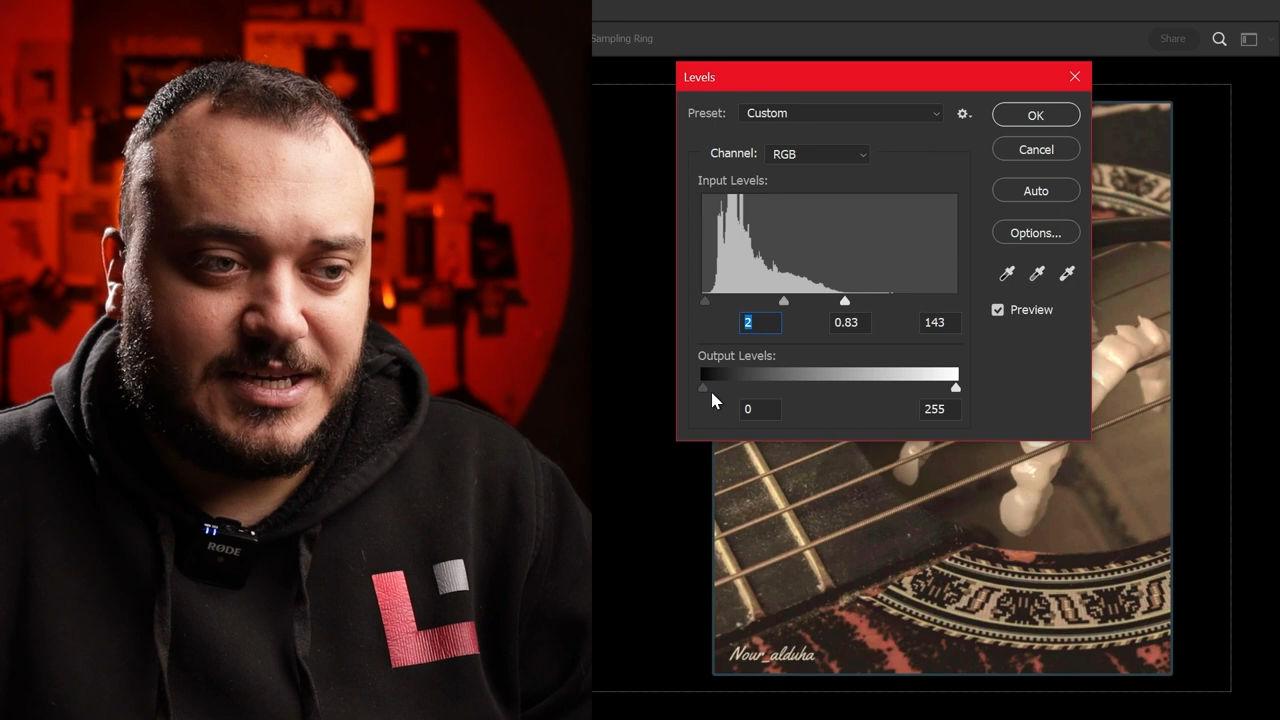 Sampling Ring
Share
Levels
Preset:
Custom
OK
Channel:
RGB
Cancel
Input Levels:
Auto
Options...
Preview
2
0.83
143
Output Levels:
0
255
RØDE
Nour_alduha